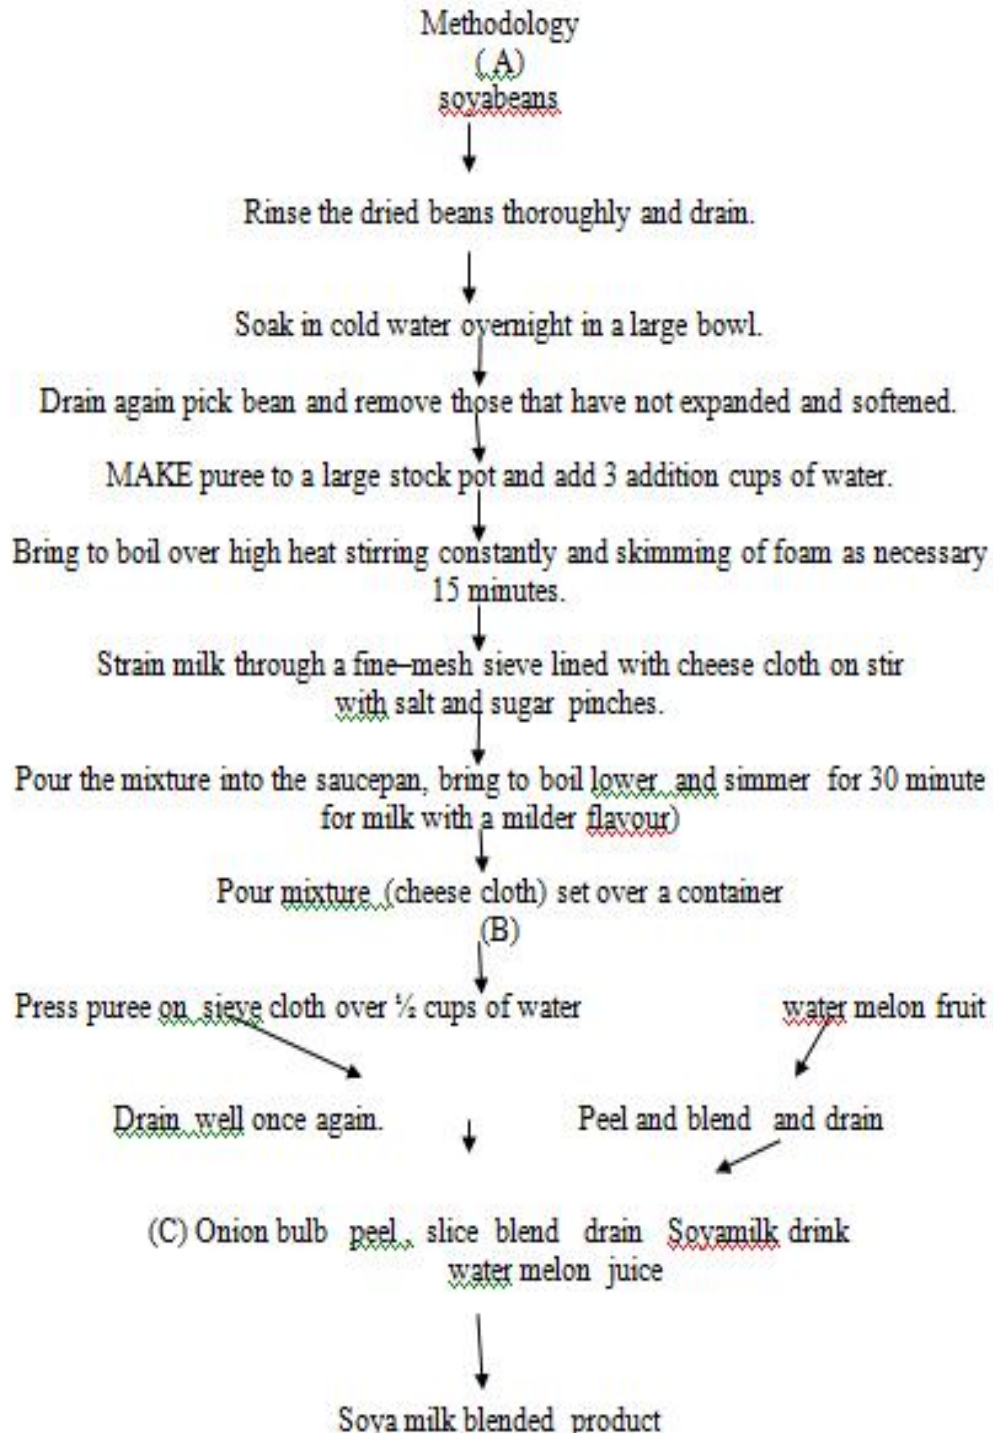 Methodology
( A)
soyabeans
Rinse the dried beans thoroughly and drain.
Soak in cold water overnight in a large bowl.
Drain again pick bean and remove those that have not expanded and softened.
MAKE puree to a large stock pot and add 3 addition cups of water.
Bring to boil over high heat stirring constantly and skimming of foam as necessary
15 minutes.
Strain milk through a fine–mesh sieve lined with cheese cloth on stir
with salt and sugar pinches.
Pour the mixture into the saucepan, bring to boil lower and simmer for 30 minute
for milk with a milder flavour)
Pour mixture (cheese cloth) set over a container
(B)
Press puree on sieve cloth over ½ cups of water water melon fruit
Drain well once again. Peel and blend and drain
(C) Onion bulb peel, slice blend drain Soyamilk drink
water melon juice
Soya milk blended product